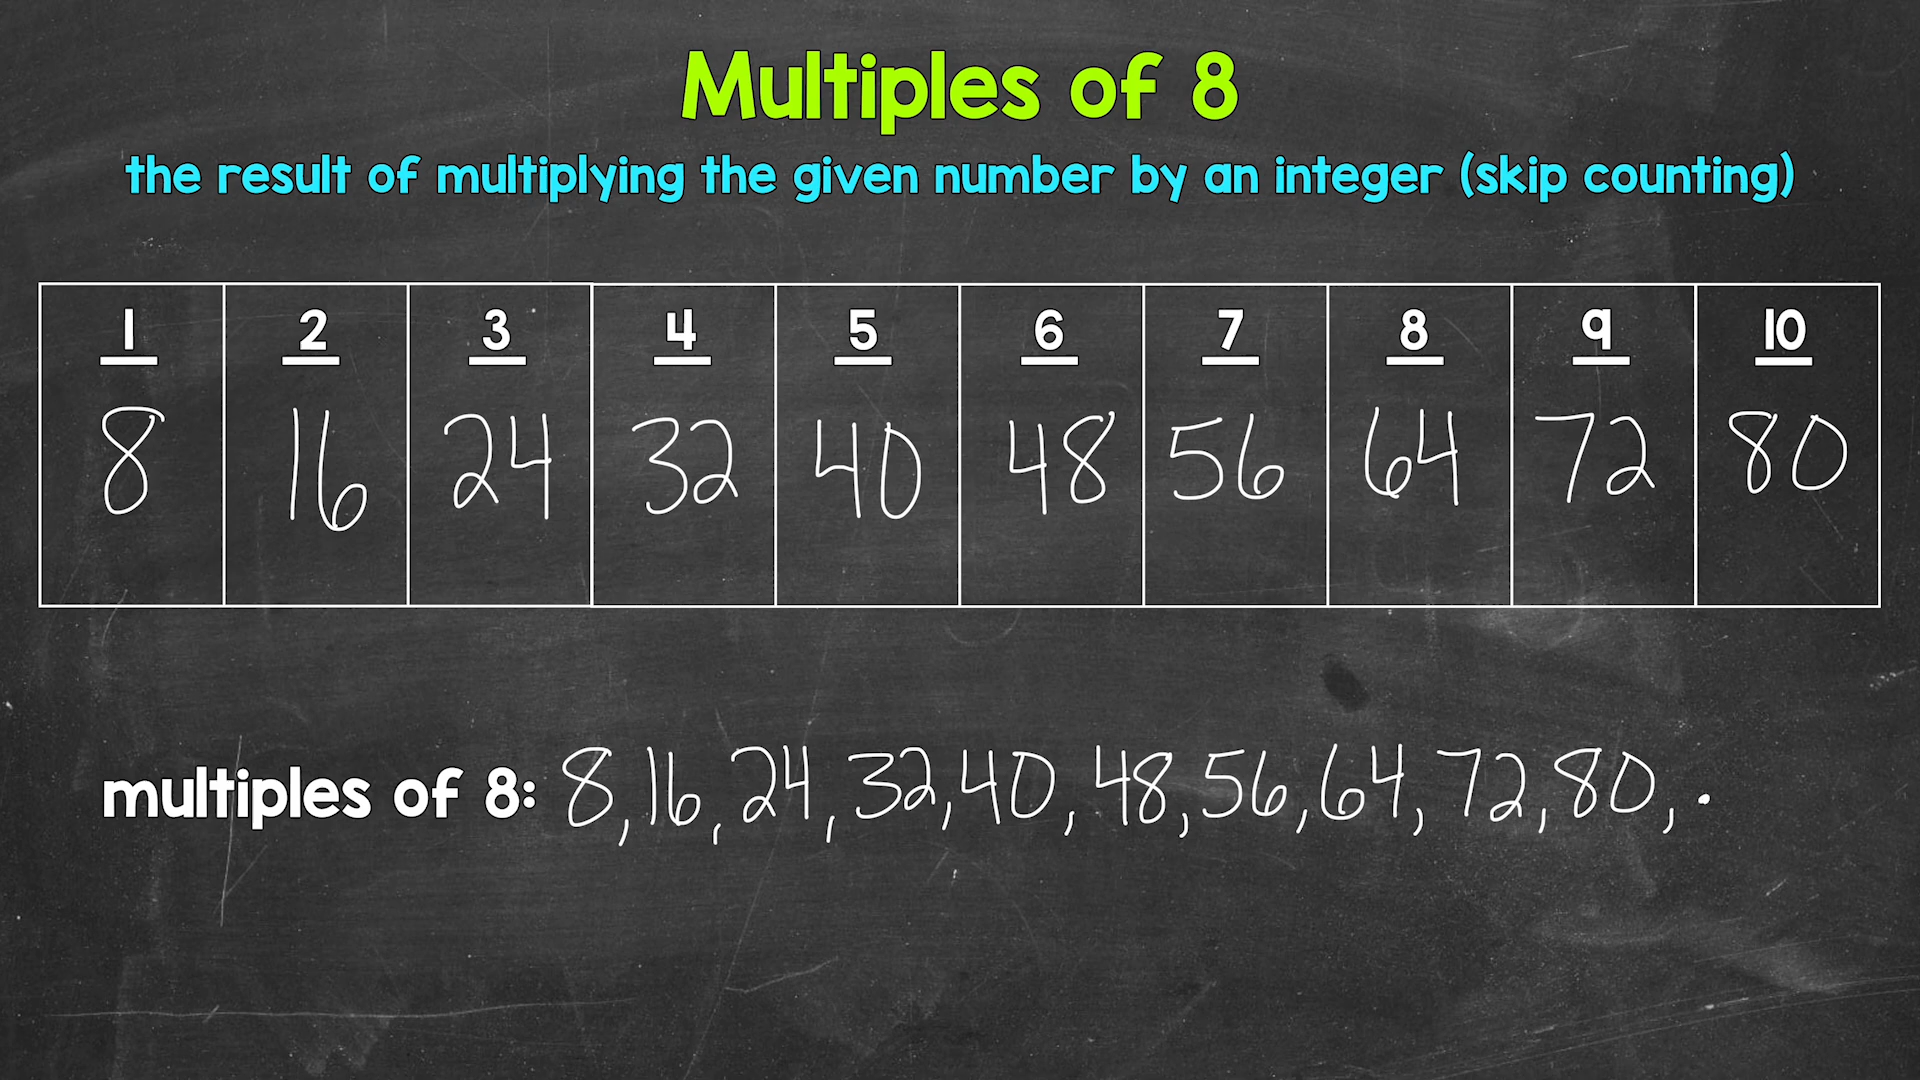 Multiples of 8
the result of multiplying the given number by an integer (skip counting)
1 2 3 4 5 6 7 8 9 10
8 16 24 32 40 48 56 64 72 80
multiples of 8: 8, 16, 24, 32, 40, 48, 56, 64, 72, 80, .